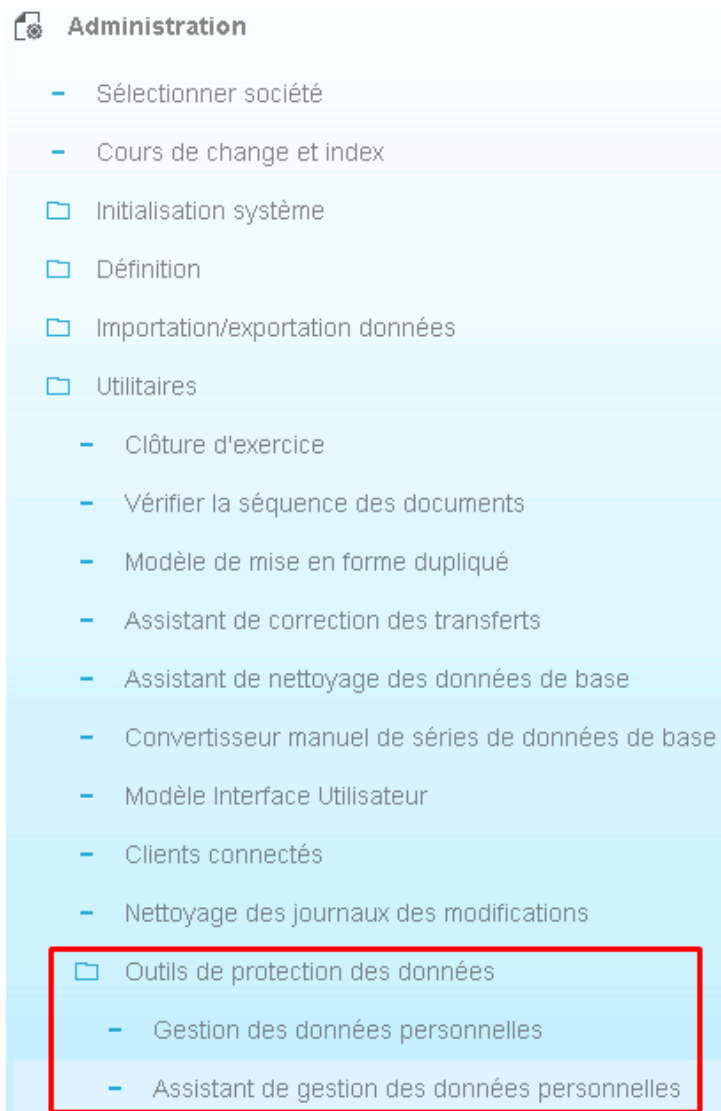 Administration
Sélectionner société
Cours de change et index
Initialisation système
Définition
Importation/exportation données
Utilitaires
Clôture d'exercice
Vérifier la séquence des documents
Modèle de mise en forme dupliqué
Assistant de correction des transferts
Assistant de nettoyage des données de base
Convertisseur manuel de séries de données de base
Modèle Interface Utilisateur
Clients connectés
Nettoyage des journaux des modifications
Outils de protection des données
Gestion des données personnelles
Assistant de gestion des données personnelles